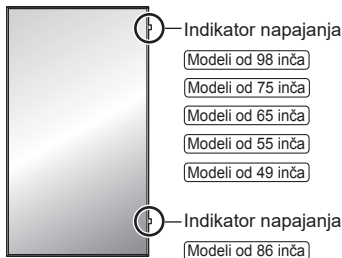 Indikator napajanja
Modeli od 98 inča
Modeli od 75 inča
Modeli od 65 inča
Modeli od 55 inča
Modeli od 49 inča
Indikator napajanja
Modeli od 86 inča